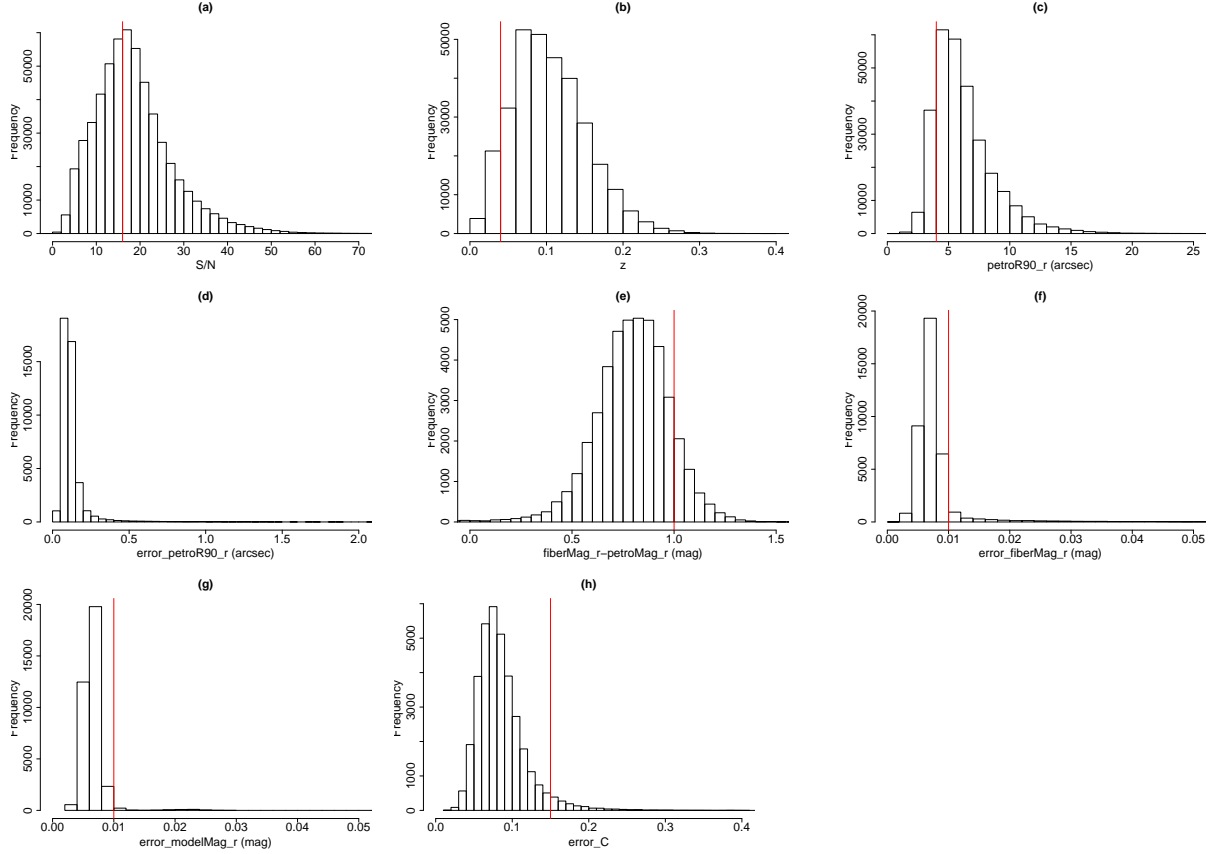 (a)
Frequency
0 10000 30000 50000
0 10 20 30 40 50 60 70
S/N
(b)
Frequency
0 10000 30000 50000
0.0 0.1 0.2 0.3 0.4
z
(c)
Frequency
0 10000 30000 50000
0 5 10 15 20 25
petroR90_r (arcsec)
(d)
Frequency
0 5000 10000 15000
0.0 0.5 1.0 1.5 2.0
error_petroR90_r (arcsec)
(e)
Frequency
0 1000 2000 3000 4000 5000
0.5 1.0 1.5
fiberMag_r−petroMag_r (mag)
(f)
Frequency
0 5000 10000 15000 20000
0.00 0.01 0.02 0.03 0.04 0.05
error_fiberMag_r (mag)
(g)
Frequency
0 5000 10000 15000 20000
0.00 0.01 0.02 0.03 0.04 0.05
error_modelMag_r (mag)
(h)
Frequency
0 1000 3000 5000
0.0 0.1 0.2 0.3 0.4
error_C